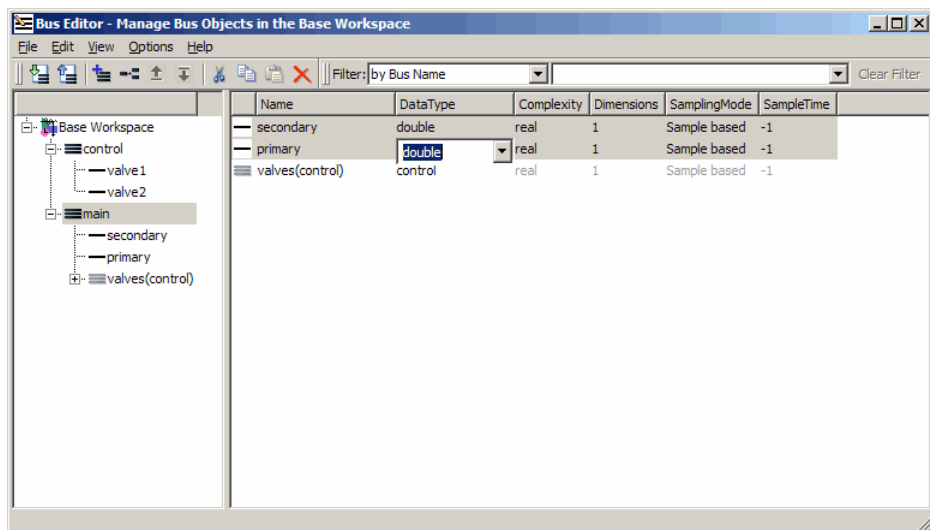 Bus Editor - Manage Bus Objects in the Base Workspace
File Edit View Options Help
Filter: by Bus Name Clear Filter
Name DataType Complexity Dimensions SamplingMode SampleTime
Base Workspace
control
valve1
valve2
main
secondary
primary
valves(control)
secondary double real 1 Sample based -1
primary double real 1 Sample based -1
valves(control) control real 1 Sample based -1